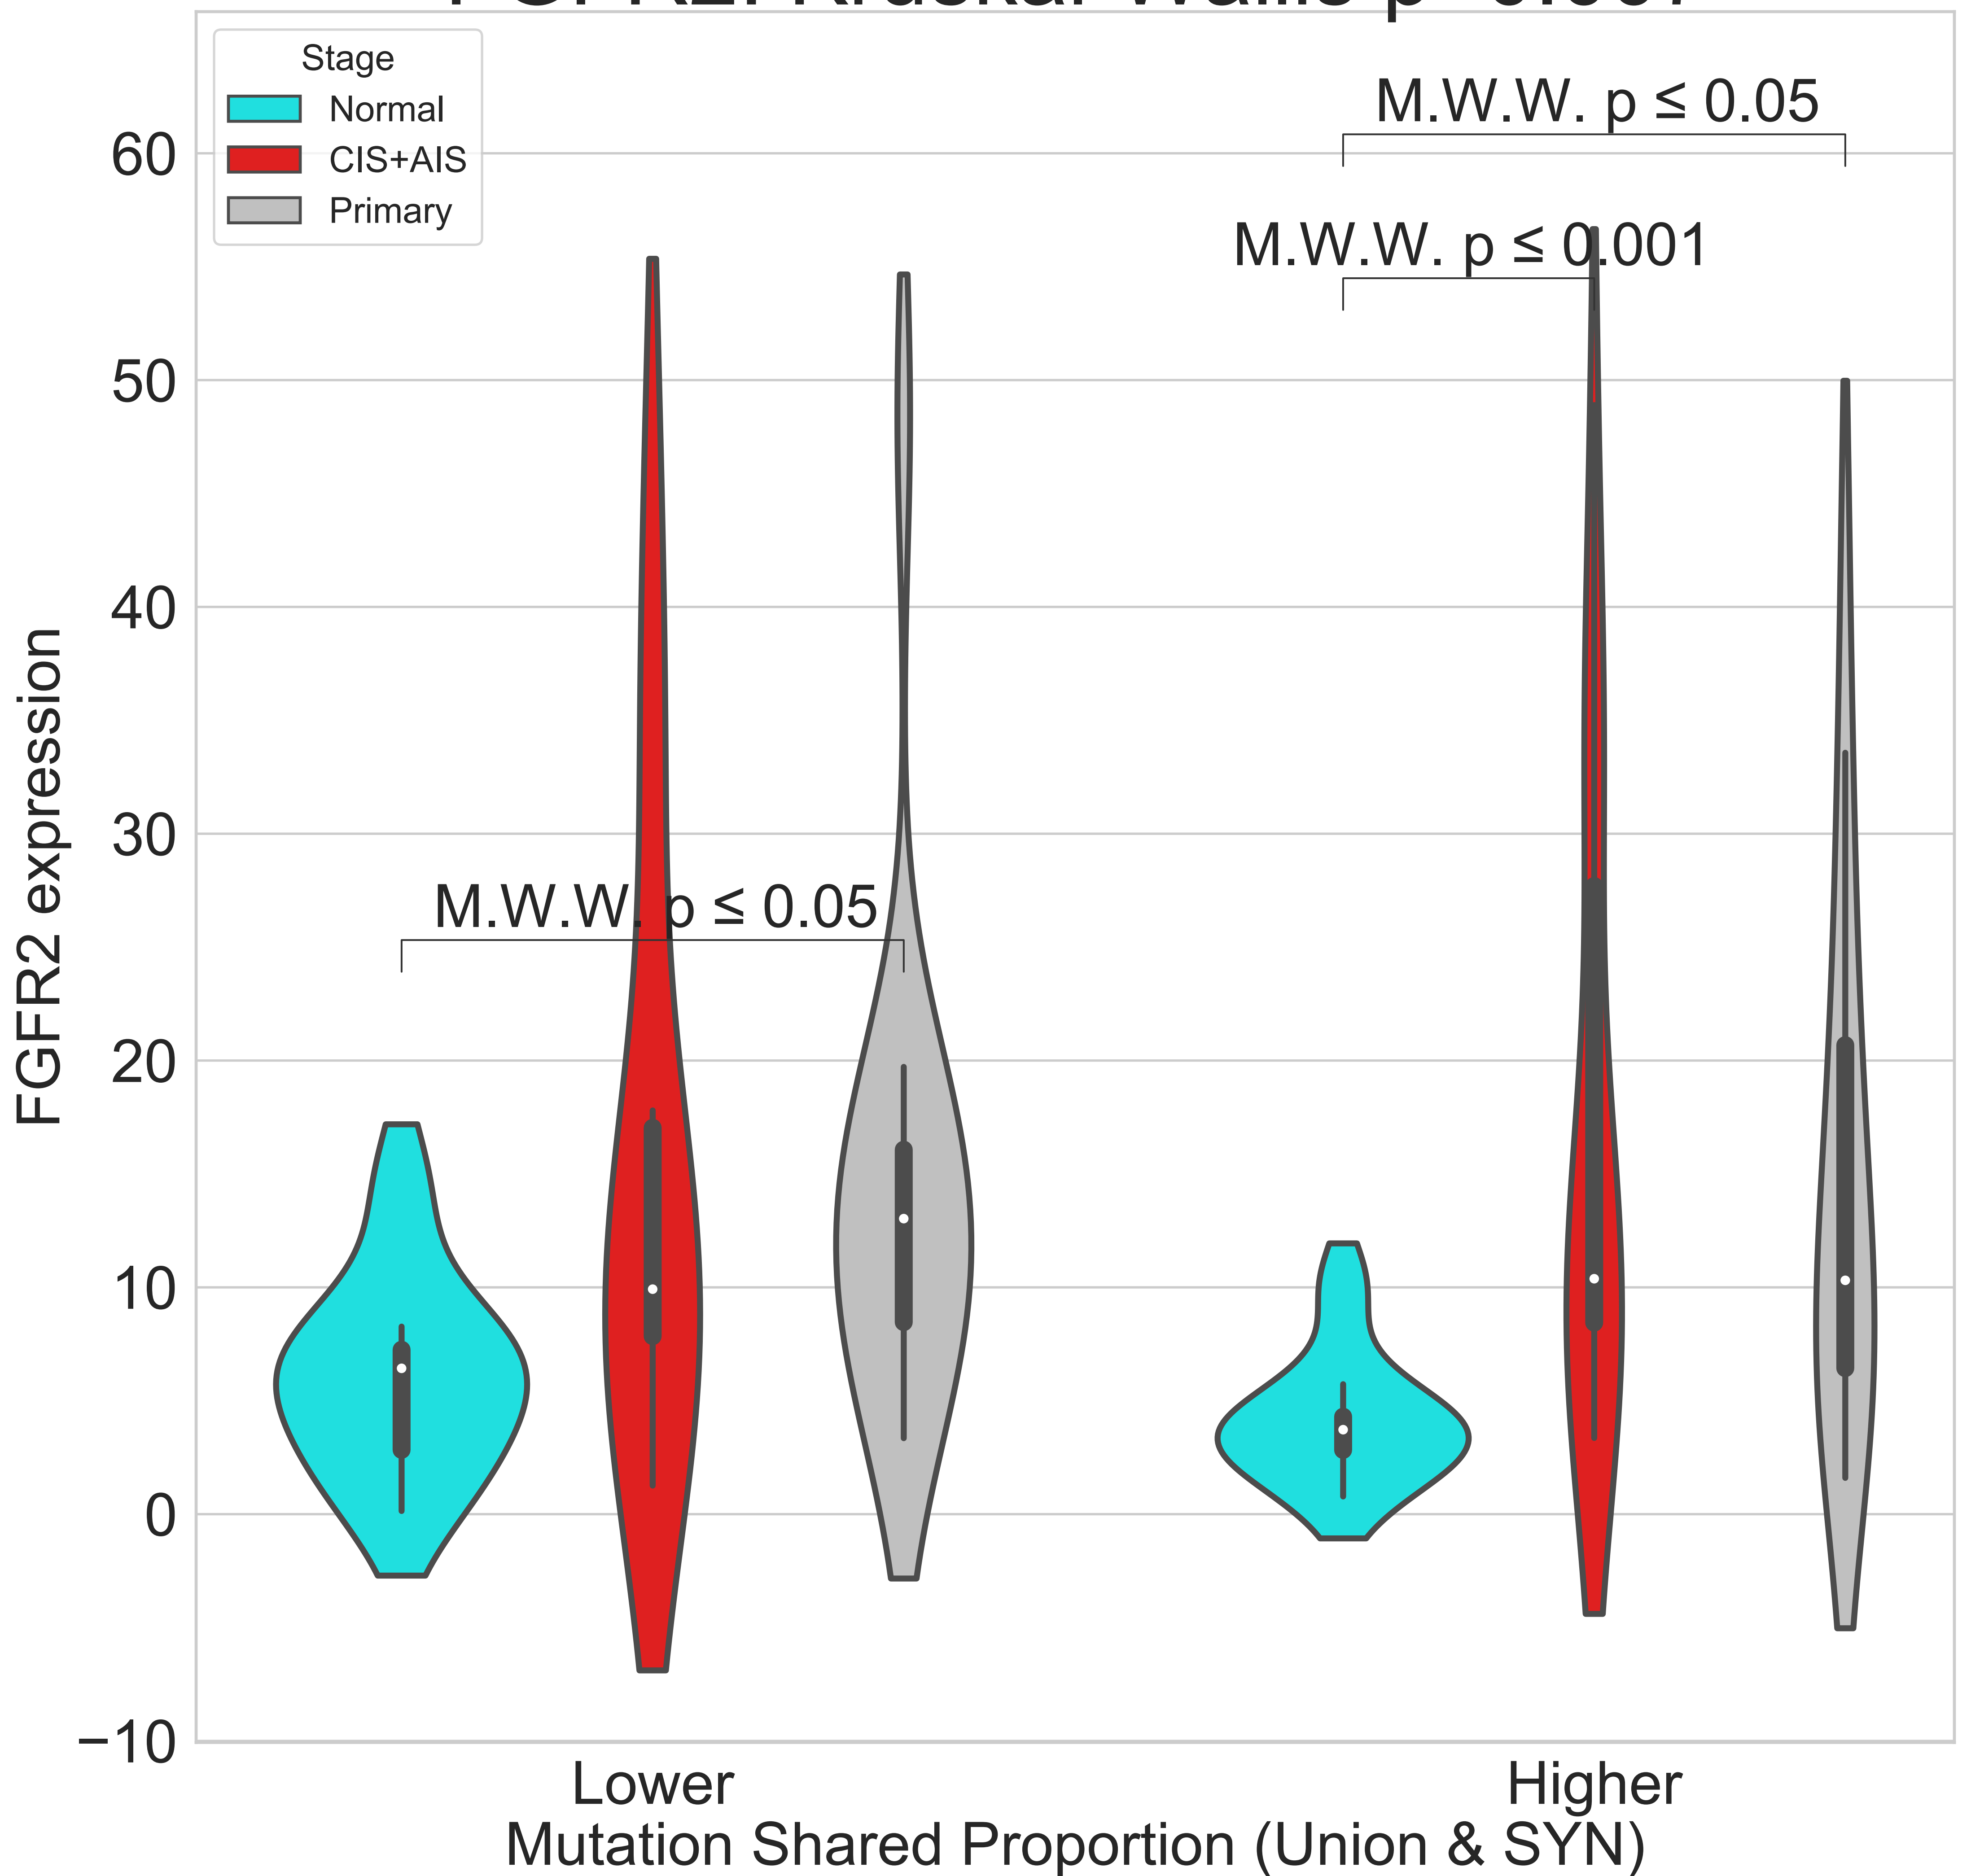 Stage
Normal
CIS+AIS
Primary
M.W.W. p ≤ 0.05
M.W.W. p ≤ 0.001
M.W.W. p ≤ 0.05
60
50
40
30
20
10
0
−10
FGFR2 expression
Lower
Higher
Mutation Shared Proportion (Union & SYN)